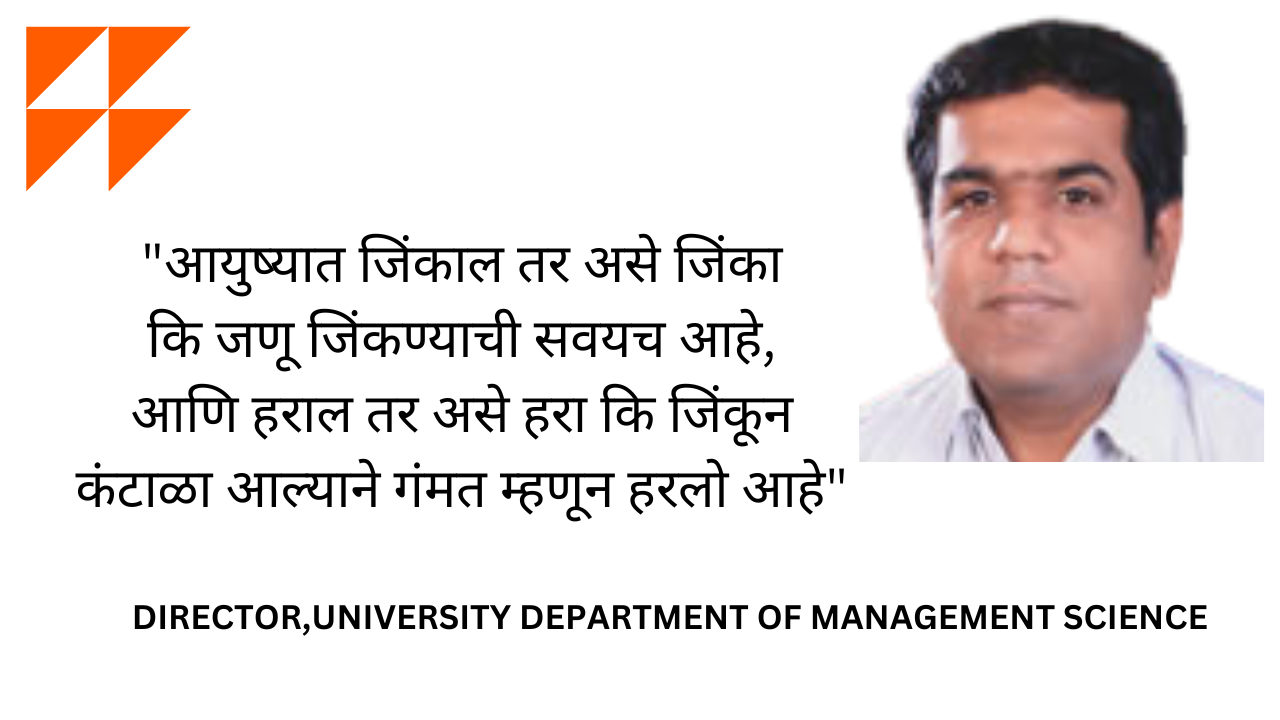 "आयुष्यात जिंकाल तर असे जिंका
कि जणू जिंकण्याची सवयच आहे,
आणि हराल तर असे हरा कि जिंकून
कंटाळा आल्याने गंमत म्हणून हरलो आहे"
DIRECTOR,UNIVERSITY DEPARTMENT OF MANAGEMENT SCIENCE